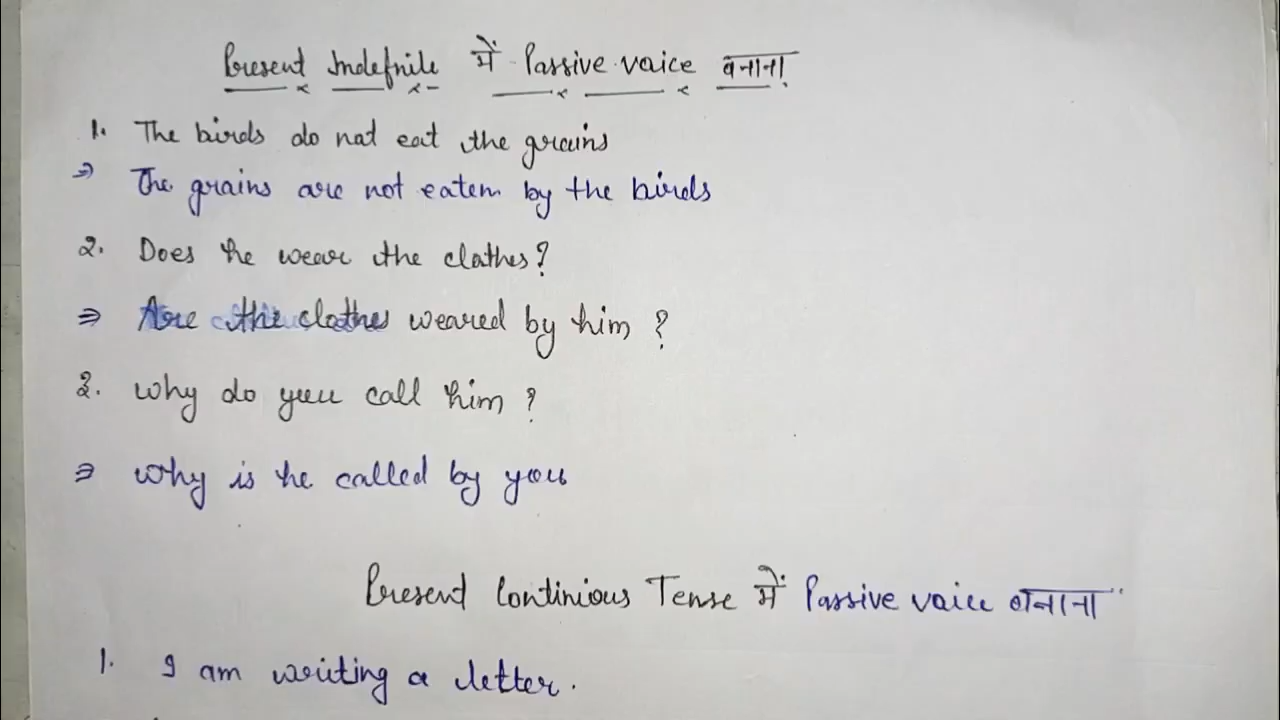 Present Indefinite में Passive voice बनाना
1. The birds do not eat the grains
⇒ The grains are not eatem by the birds
2. Does he wear the clothes?
⇒ Are the clothes weared by him ?
3. Why do you call him ?
⇒ Why is he called by you
Present Continious Tense में Passive voice बनाना
1. I am writing a letter.